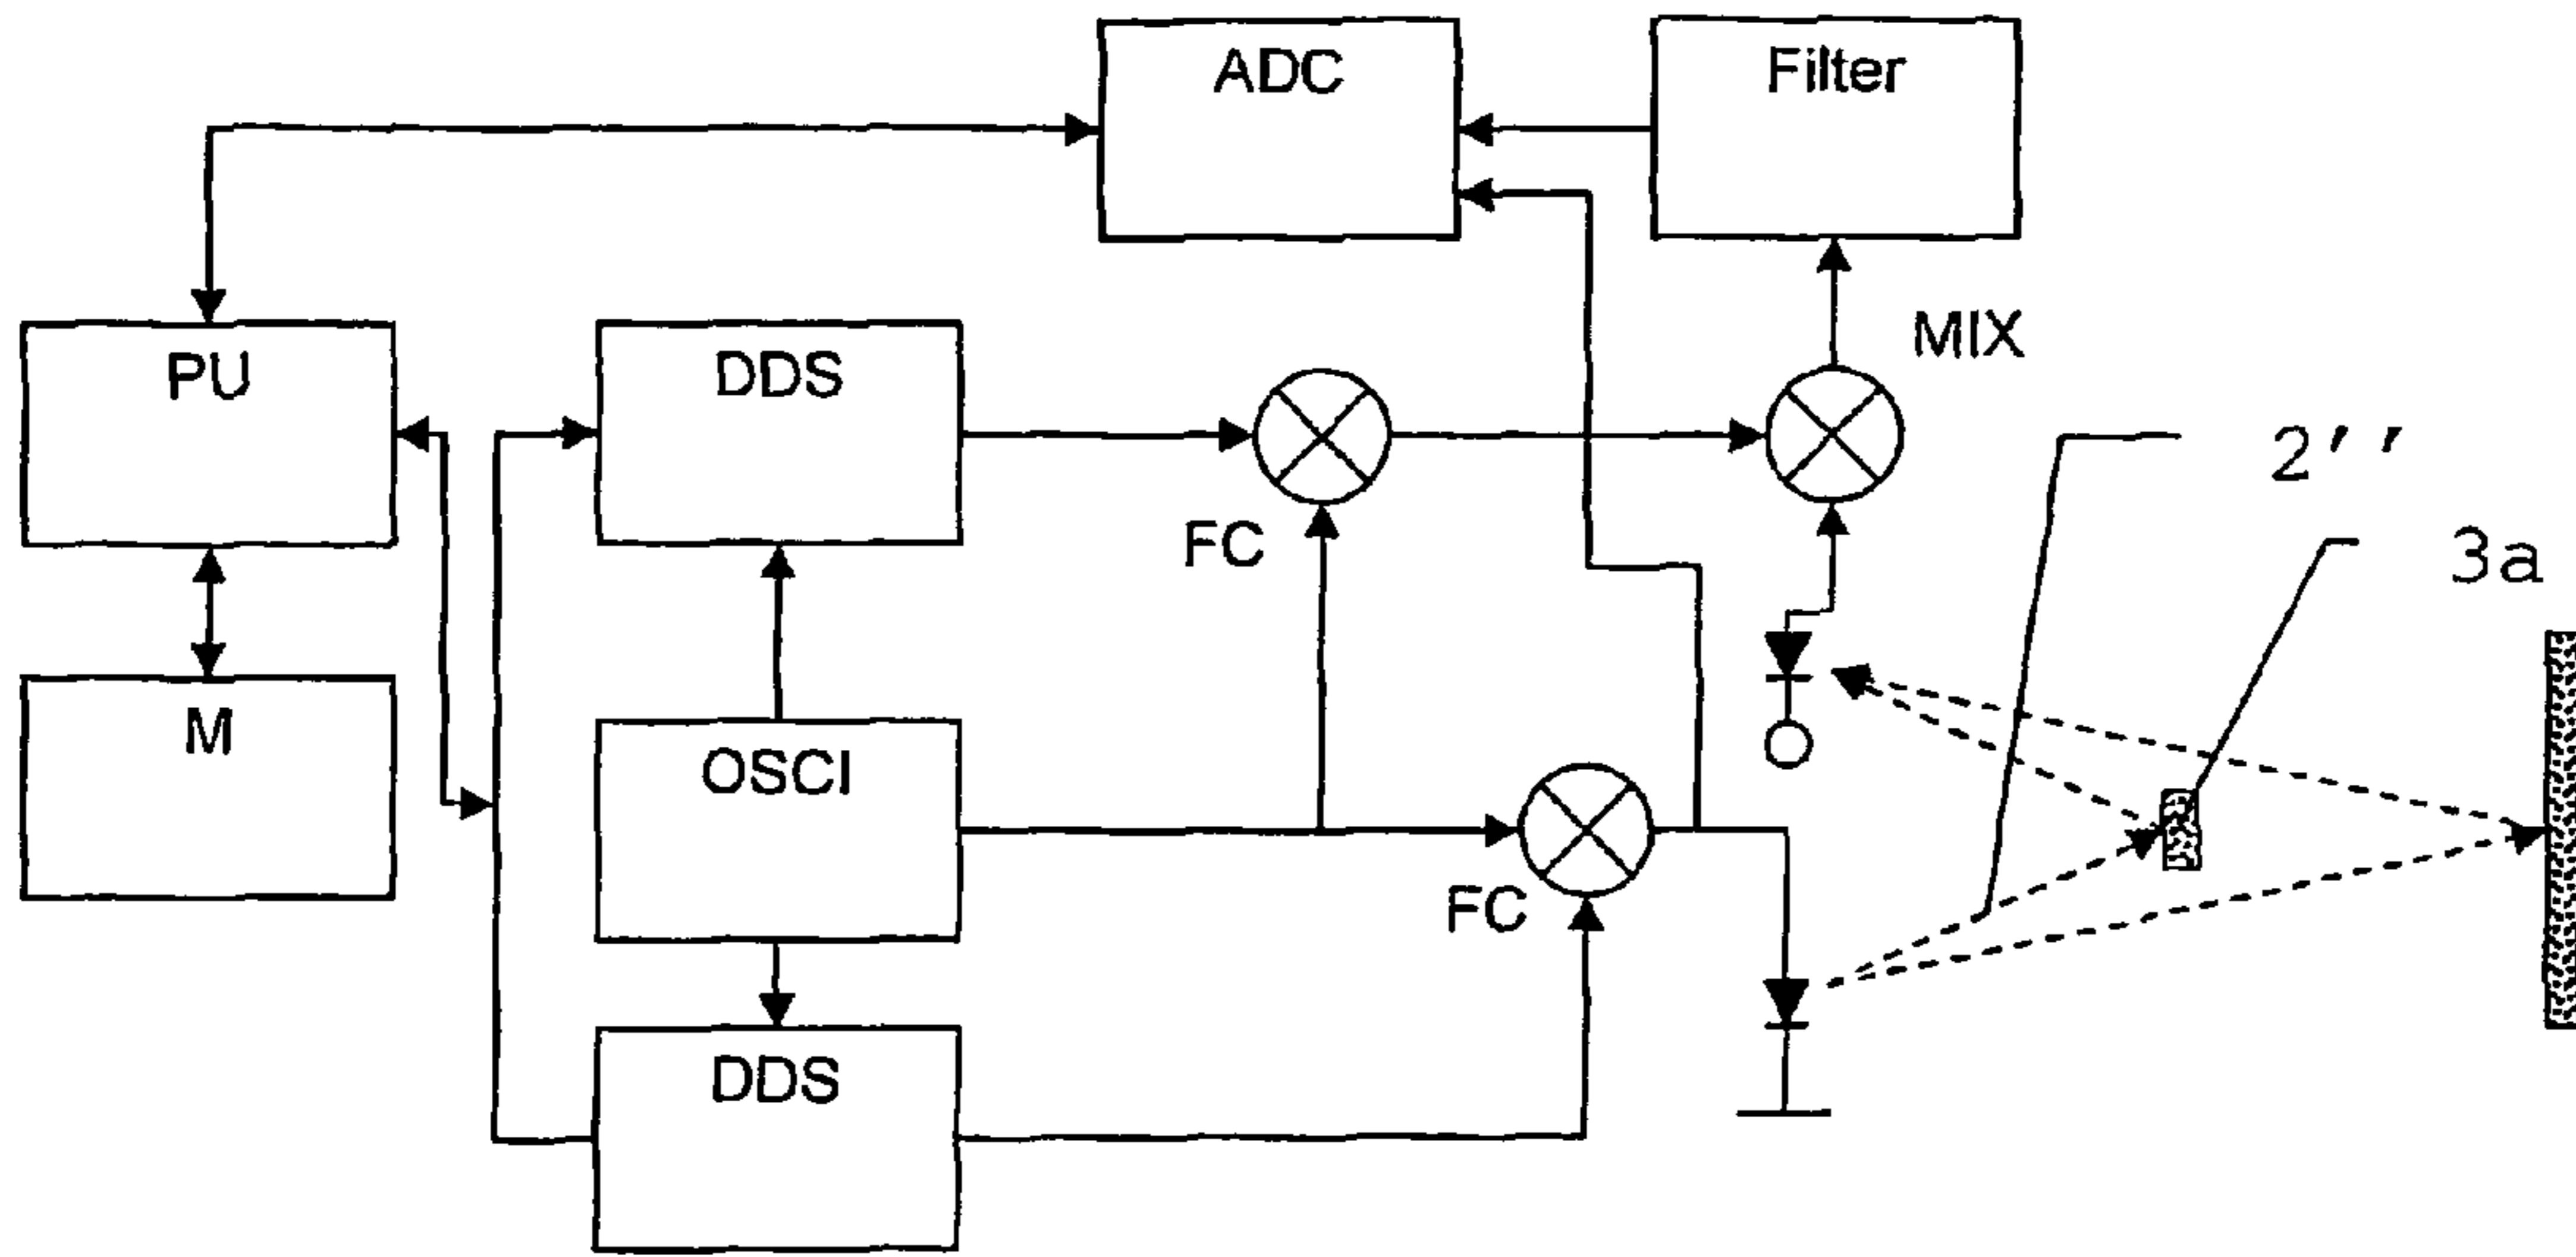 ADC
Filter
PU
DDS
MIX
2''
FC
3a
M
OSCI
FC
DDS